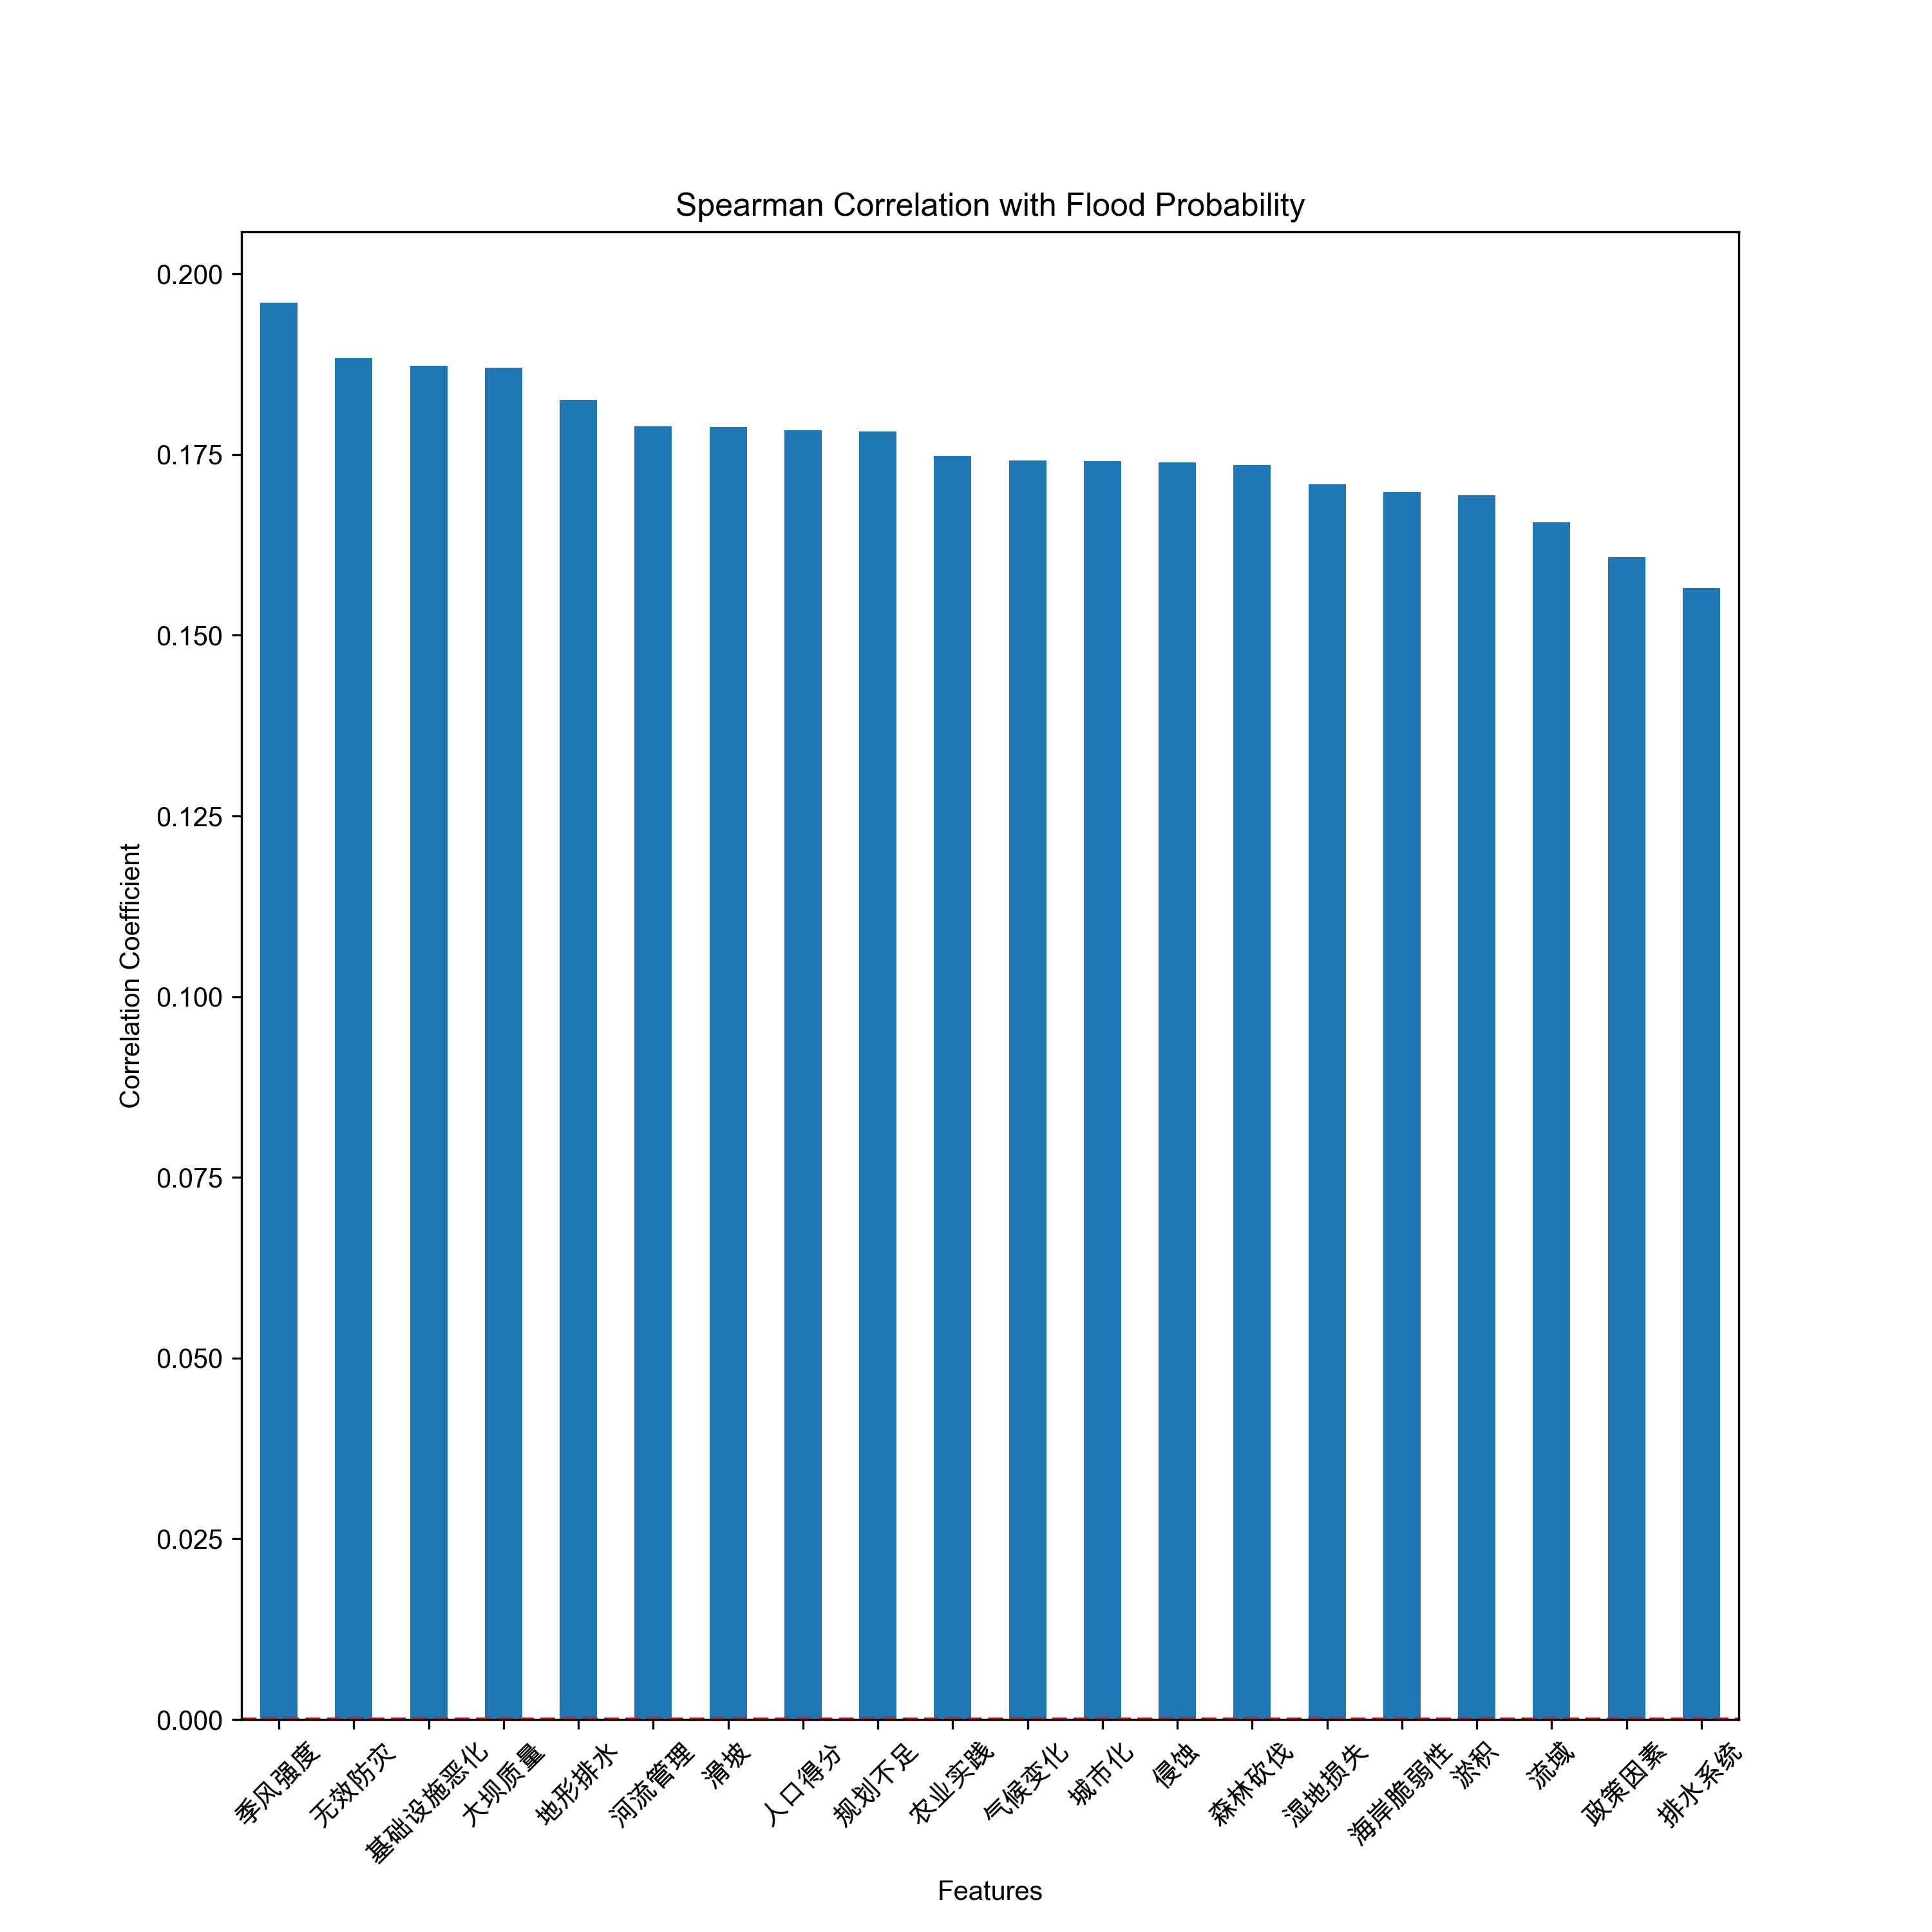 Spearman Correlation with Flood Probability
Correlation Coefficient
0.200
0.175
0.150
0.125
0.100
0.075
0.050
0.025
0.000
季风强度
无效防灾
基础设施恶化
大坝质量
地形排水
河流管理
滑坡
人口得分
规划不足
农业实践
气候变化
城市化
侵蚀
森林砍伐
湿地损失
海岸脆弱性
淤积
流域
政策因素
排水系统
Features